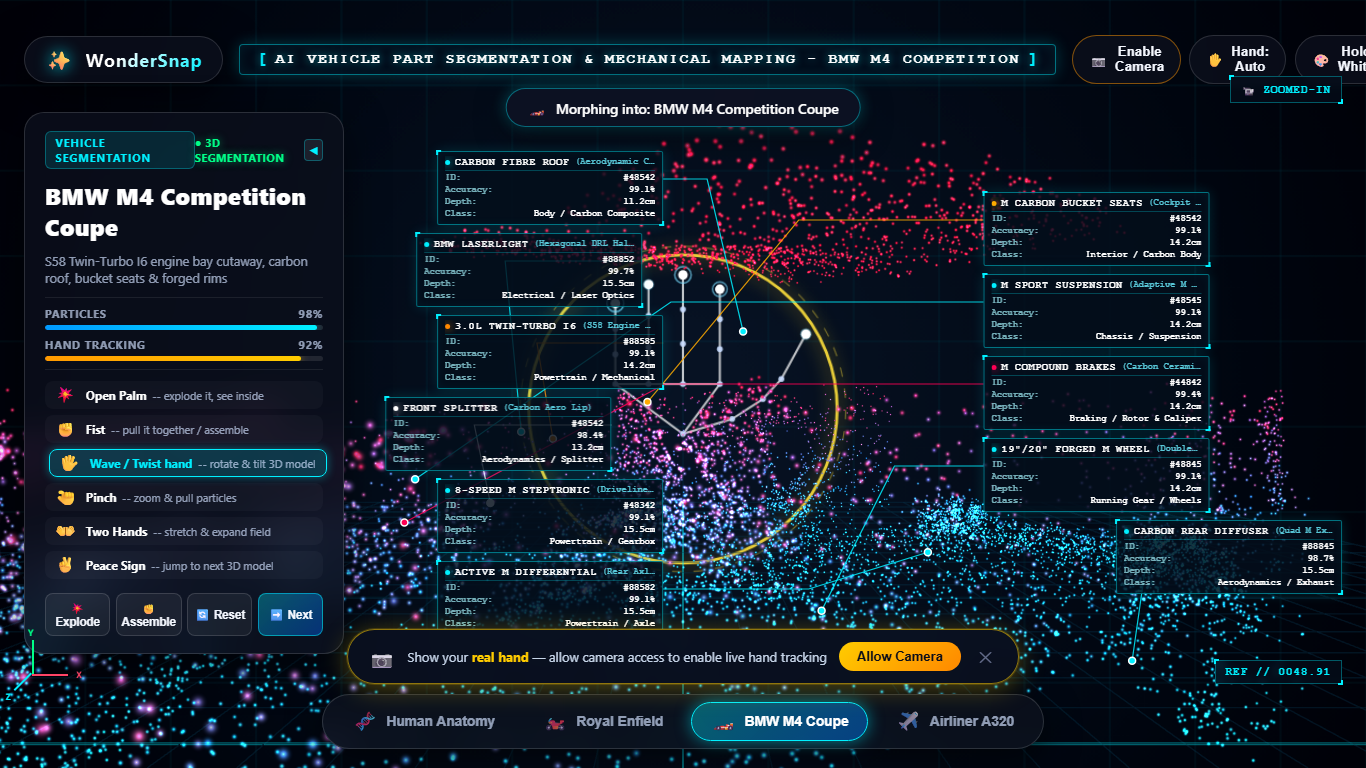 WonderSnap
[ AI VEHICLE PART SEGMENTATION & MECHANICAL MAPPING - BMW M4 COMPETITION ]
Enable
Camera
Hand:
Auto
ZOOMED-IN
Morphing into: BMW M4 Competition Coupe
VEHICLE
SEGMENTATION
● 3D
SEGMENTATION
◀
BMW M4 Competition
Coupe
S58 Twin-Turbo I6 engine bay cutaway, carbon
roof, bucket seats & forged rims
PARTICLES 98%
HAND TRACKING 92%
Open Palm -- explode it, see inside
Fist -- pull it together / assemble
Wave / Twist hand -- rotate & tilt 3D model
Pinch -- zoom & pull particles
Two Hands -- stretch & expand field
Peace Sign -- jump to next 3D model
Explode
Assemble
Reset
Next
Y
X
Z
CARBON FIBRE ROOF (Aerodynamic C…
ID: #48542
Accuracy: 99.1%
Depth: 11.2cm
Class: Body / Carbon Composite
BMW LASERLIGHT (Hexagonal DRL Hal…
ID: #88852
Accuracy: 99.7%
Depth: 15.5cm
Class: Electrical / Laser Optics
3.0L TWIN-TURBO I6 (S58 Engine …
ID: #88585
Accuracy: 99.1%
Depth: 14.2cm
Class: Powertrain / Mechanical
FRONT SPLITTER (Carbon Aero Lip)
ID: #48542
Accuracy: 98.4%
Depth: 13.2cm
Class: Aerodynamics / Splitter
8-SPEED M STEPTRONIC (Driveline…
ID: #48342
Accuracy: 99.1%
Depth: 15.5cm
Class: Powertrain / Gearbox
ACTIVE M DIFFERENTIAL (Rear Axl…
ID: #88582
Accuracy: 99.1%
Depth: 15.5cm
Class: Powertrain / Axle
M CARBON BUCKET SEATS (Cockpit …
ID: #48542
Accuracy: 99.1%
Depth: 14.2cm
Class: Interior / Carbon Body
M SPORT SUSPENSION (Adaptive M …
ID: #48545
Accuracy: 99.1%
Depth: 14.2cm
Class: Chassis / Suspension
M COMPOUND BRAKES (Carbon Cerami…
ID: #44842
Accuracy: 99.4%
Depth: 14.2cm
Class: Braking / Rotor & Caliper
19"/20" FORGED M WHEEL (Double…
ID: #48845
Accuracy: 99.1%
Depth: 14.2cm
Class: Running Gear / Wheels
CARBON REAR DIFFUSER (Quad M Ex…
ID: #88845
Accuracy: 98.7%
Depth: 15.5cm
Class: Aerodynamics / Exhaust
Show your real hand — allow camera access to enable live hand tracking
Allow Camera
REF // 0048.91
Human Anatomy
Royal Enfield
BMW M4 Coupe
Airliner A320